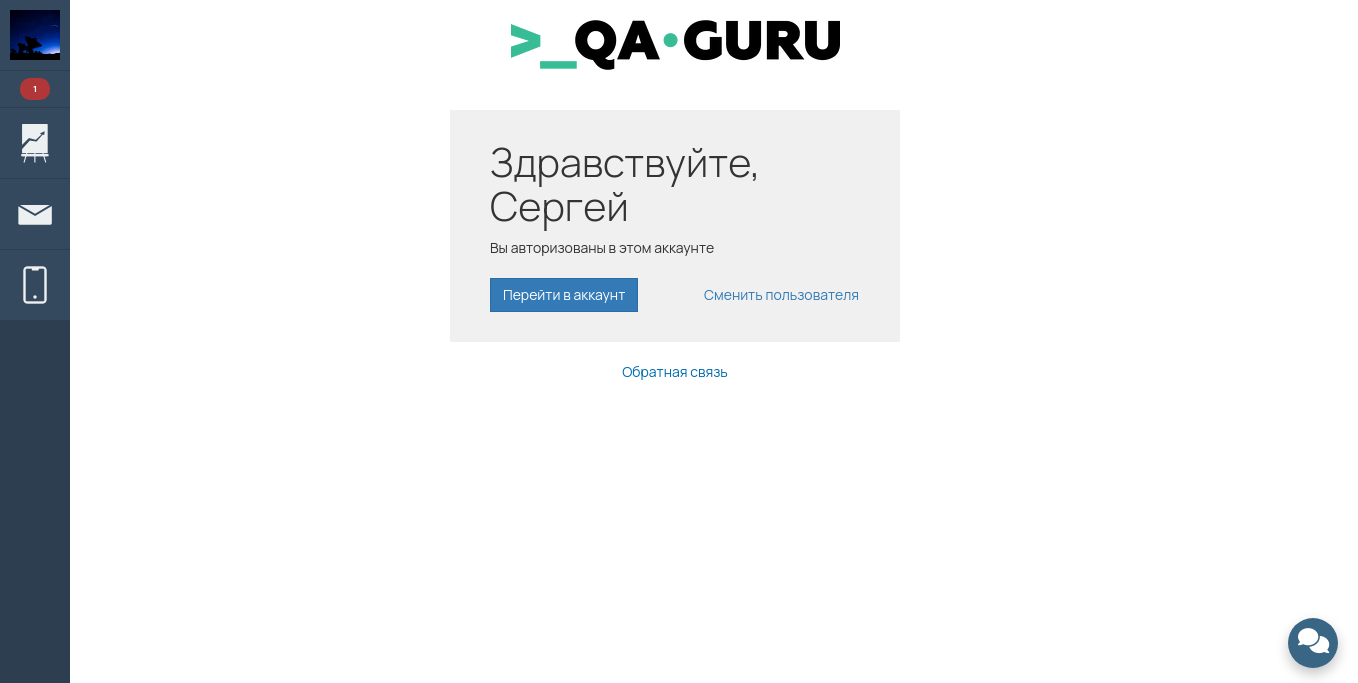 >_QA•GURU
1
Здравствуйте,
Сергей
Вы авторизованы в этом аккаунте
Перейти в аккаунт
Сменить пользователя
Обратная связь